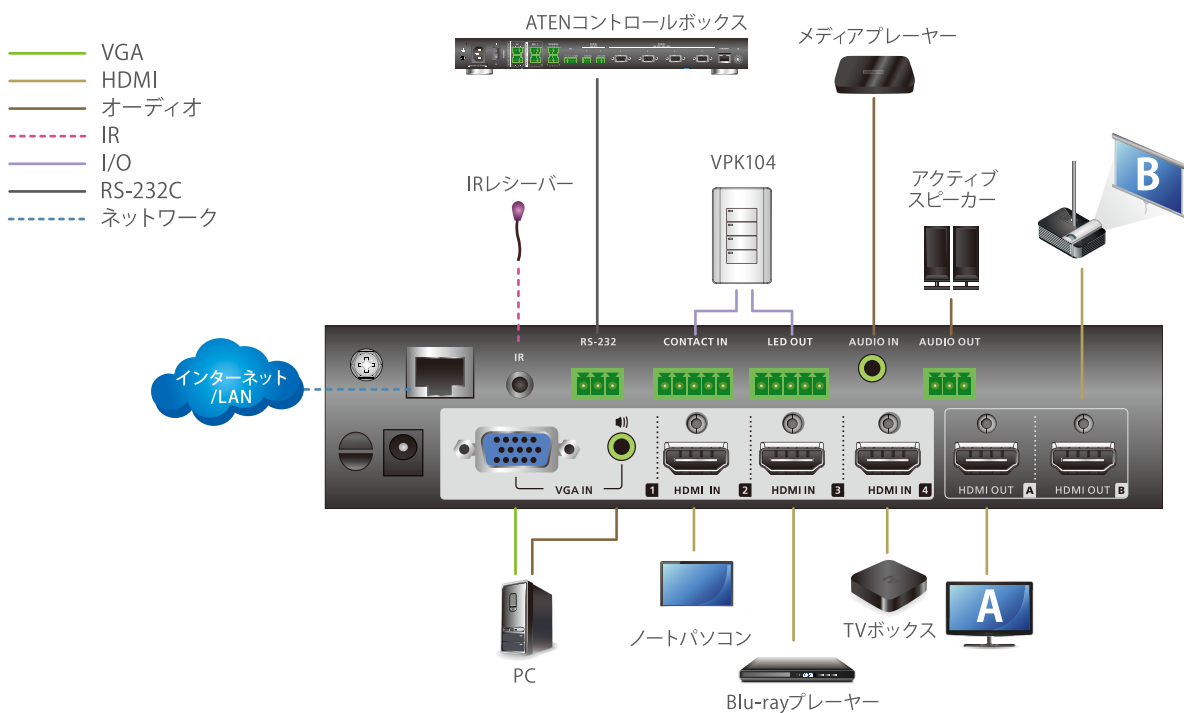 VGA
HDMI
オーディオ
IR
I/O
RS-232C
ネットワーク
ATENコントロールボックス
メディアプレーヤー
IRレシーバー
VPK104
アクティブ
スピーカー
B
インターネット
/LAN
IR
RS-232
CONTACT IN
LED OUT
AUDIO IN
AUDIO OUT
VGA IN
1
HDMI IN
2
HDMI IN
3
HDMI IN
4
HDMI OUT
A
HDMI OUT
B
PC
ノートパソコン
Blu-rayプレーヤー
TVボックス
A